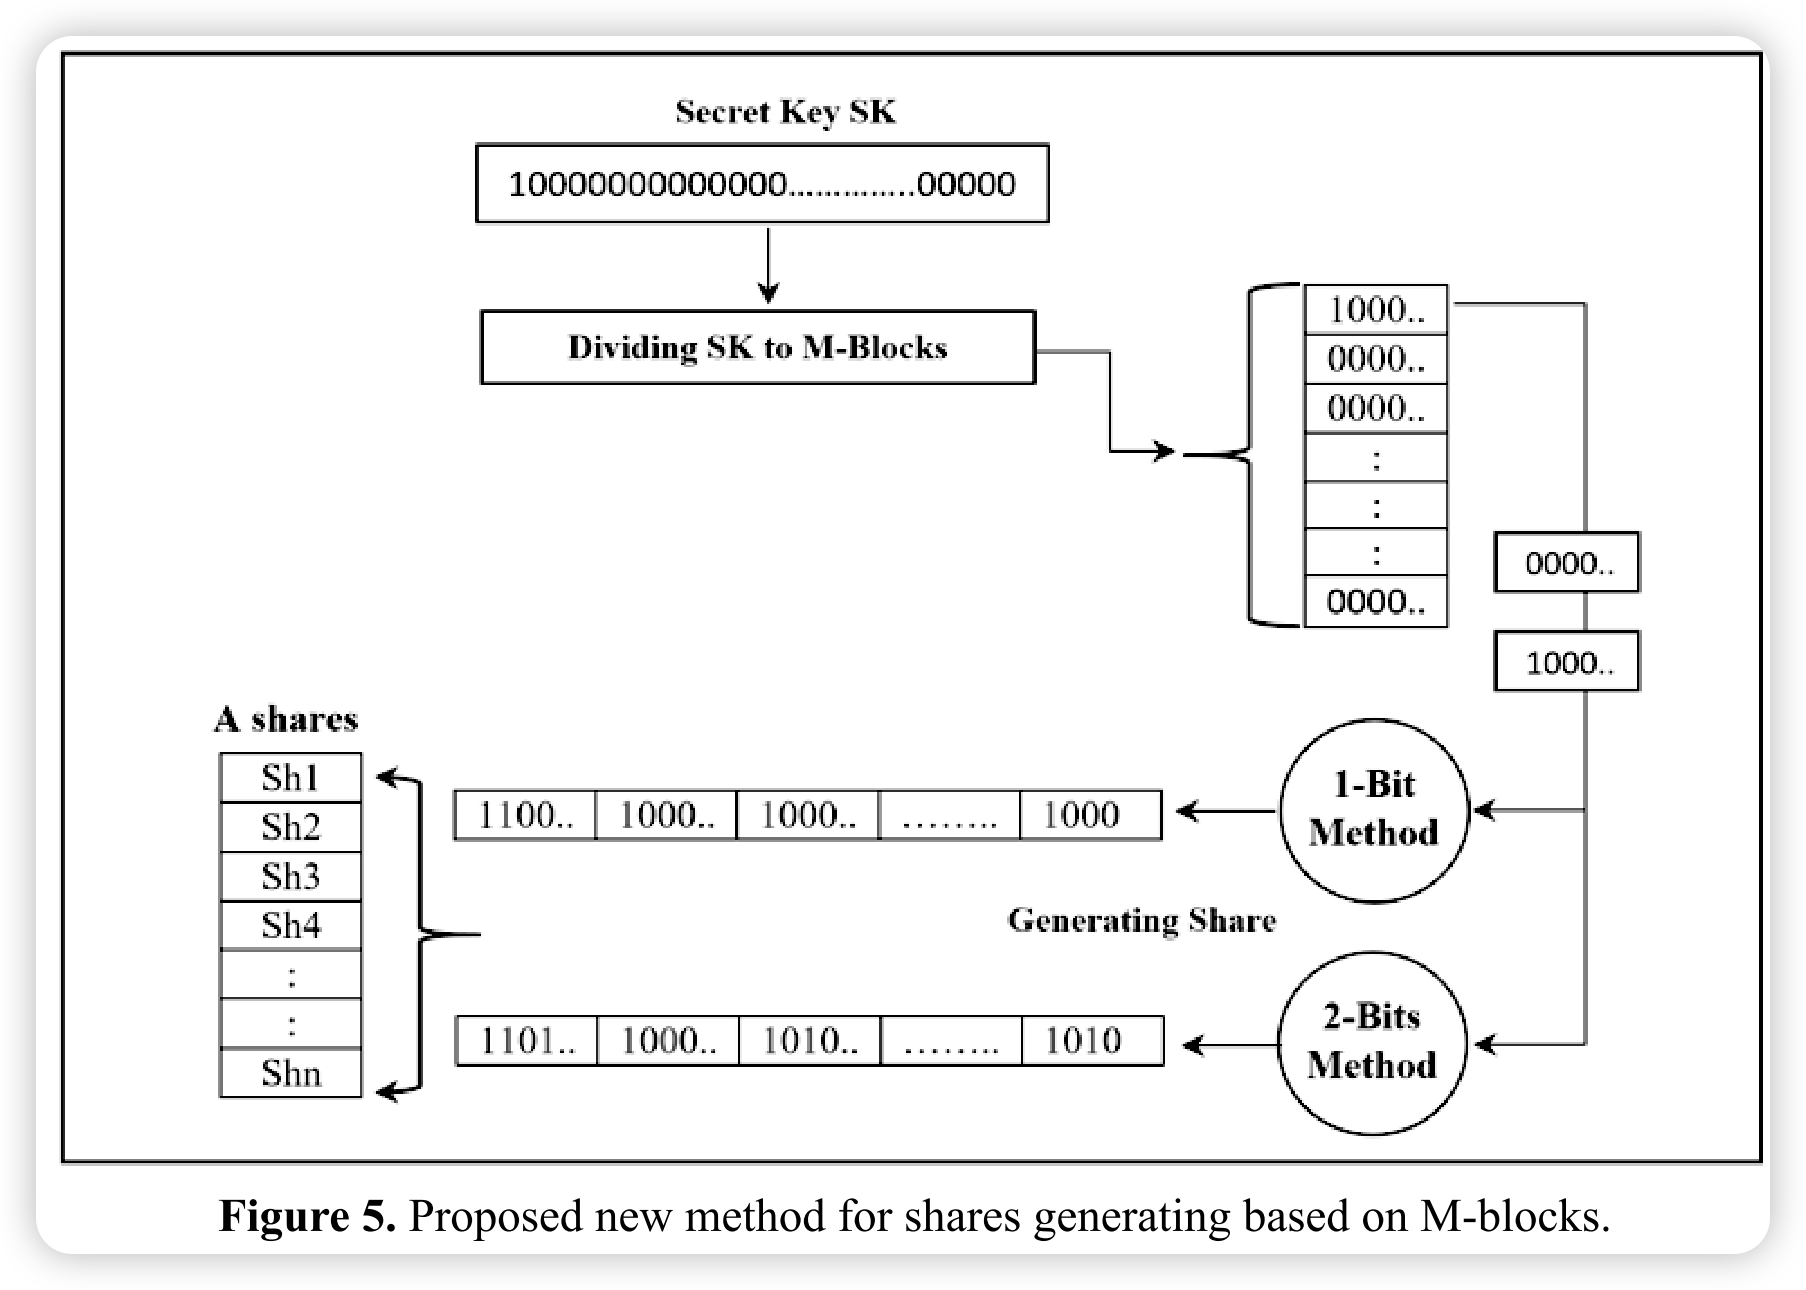 Secret Key SK
10000000000000..............00000
Dividing SK to M-Blocks
1000..
0000..
0000..
:
:
:
0000..
0000..
1000..
A shares
Sh1
Sh2
Sh3
Sh4
:
:
Shn
1100.. 1000.. 1000.. ........ 1000
1-Bit
Method
Generating Share
1101.. 1000.. 1010.. ........ 1010
2-Bits
Method
Figure 5. Proposed new method for shares generating based on M-blocks.